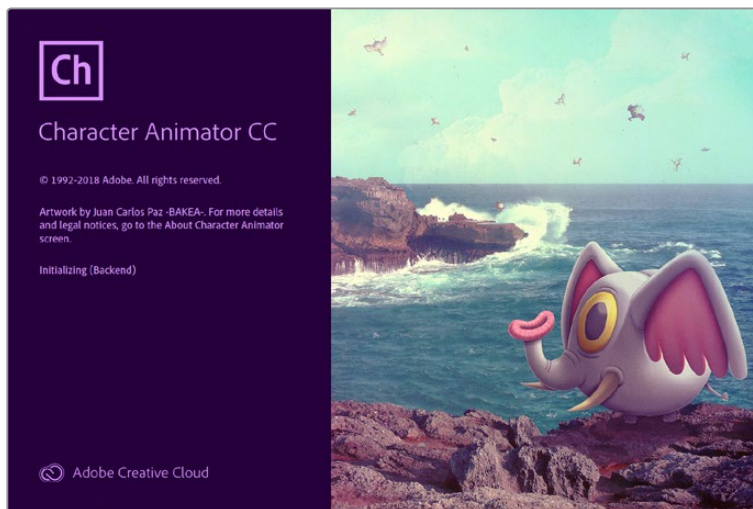 Ch
Character Animator CC
© 1992-2018 Adobe. All rights reserved.
Artwork by Juan Carlos Paz -BAKEA-. For more details
and legal notices, go to the About Character Animator
screen.
Initializing (Backend)
Adobe Creative Cloud